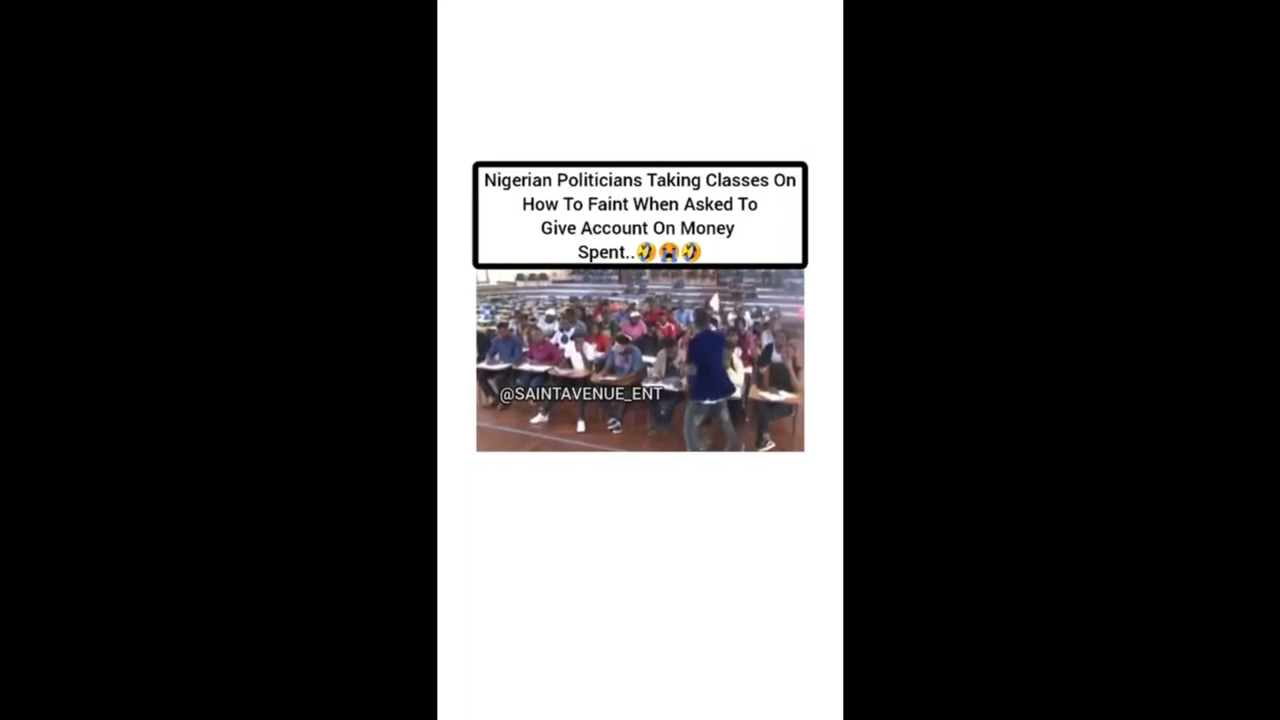 Nigerian Politicians Taking Classes On
How To Faint When Asked To
Give Account On Money
Spent..🤣😭🤣
@SAINTAVENUE_ENT